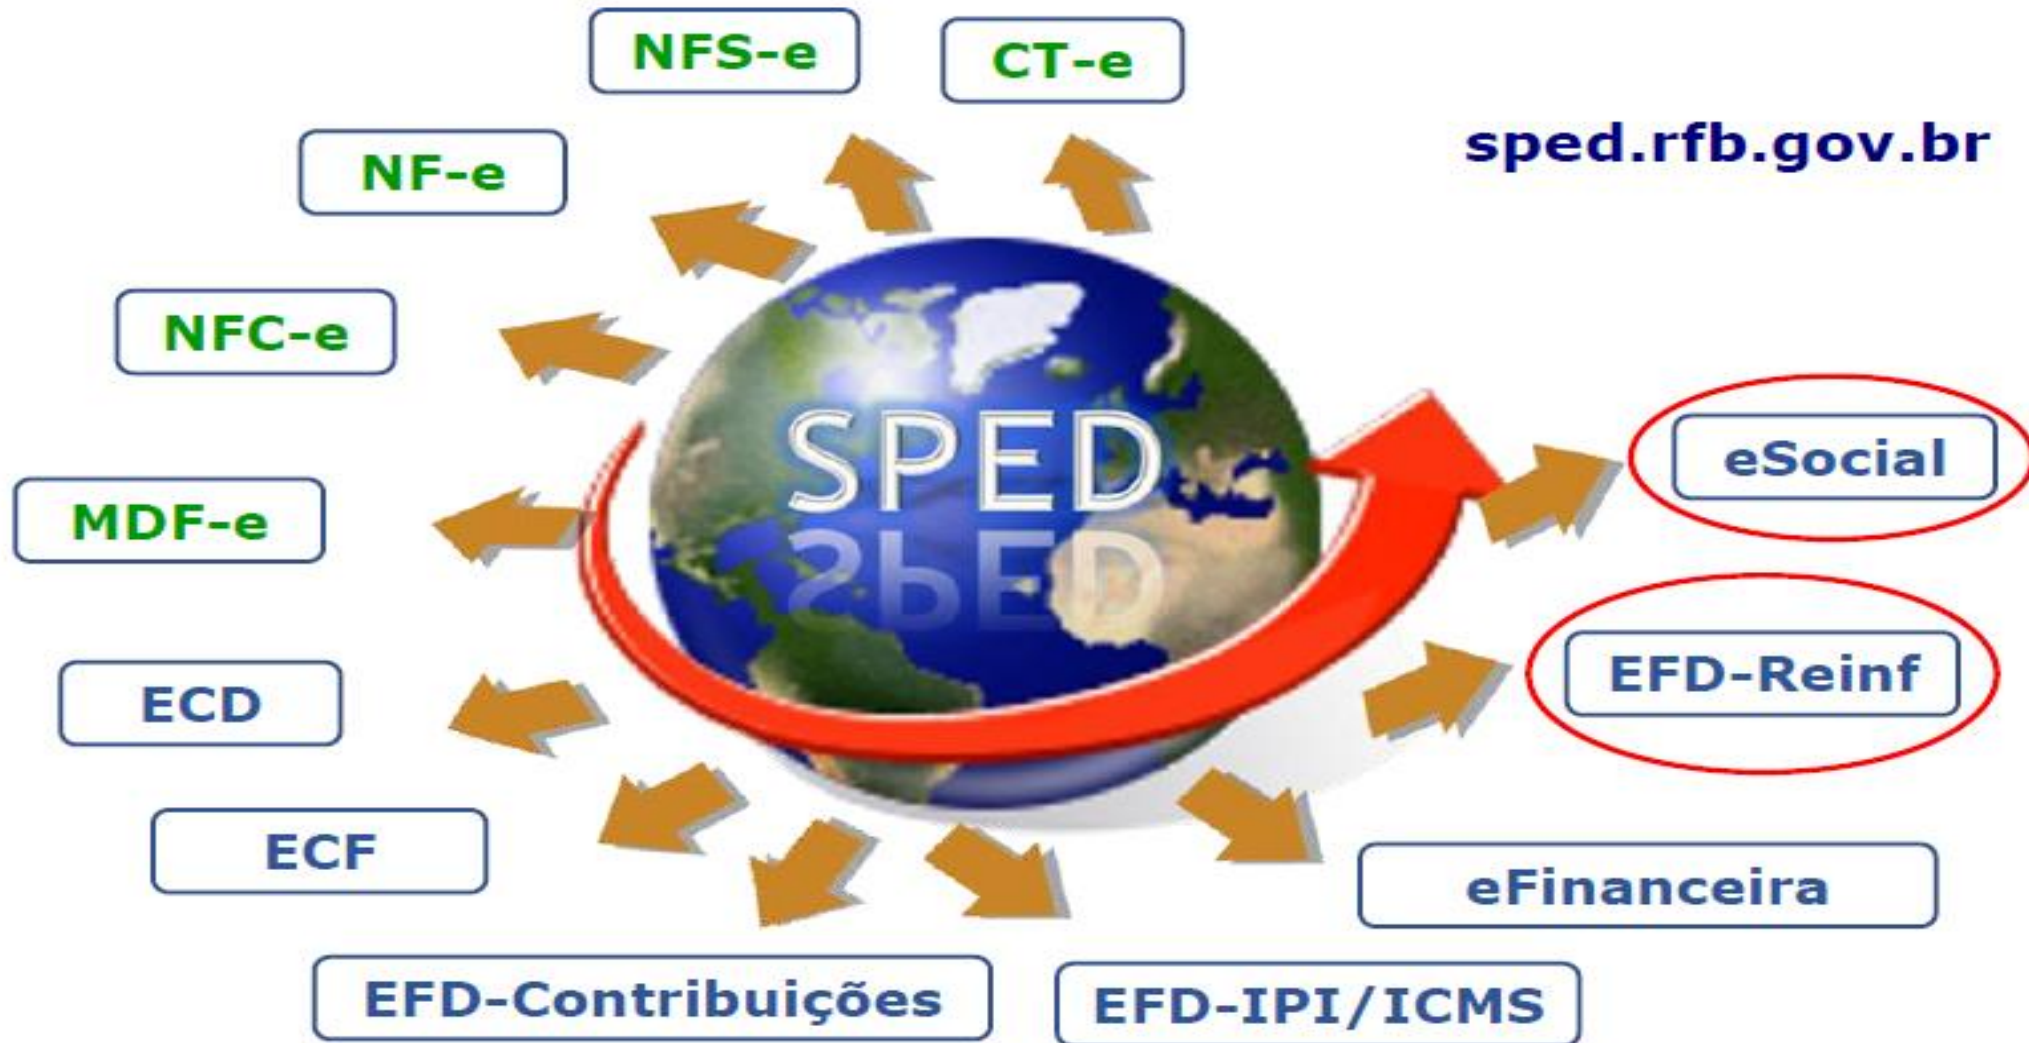 NFS-e
CT-e
sped.rfb.gov.br
NF-e
NFC-e
SPED
eSocial
MDF-e
EFD-Reinf
ECD
ECF
eFinanceira
EFD-Contribuições
EFD-IPI/ICMS